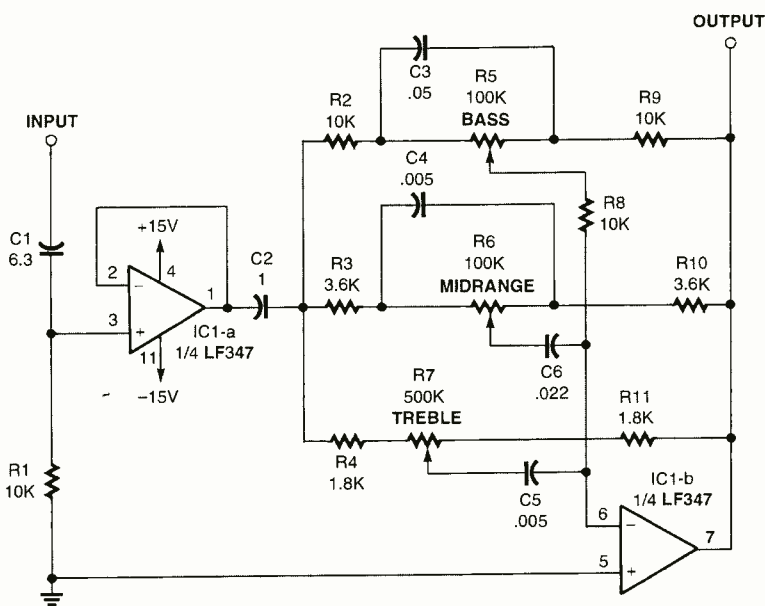 OUTPUT
INPUT
C1
6.3
R1
10K
+15V
2
−
4
1
3
+
11
−15V
IC1-a
1/4 LF347
C2
1
R2
10K
C3
.05
R5
100K
BASS
R9
10K
C4
.005
R8
10K
R3
3.6K
R6
100K
MIDRANGE
R10
3.6K
C6
.022
R7
500K
TREBLE
R11
1.8K
R4
1.8K
C5
.005
IC1-b
1/4 LF347
6
−
7
5
+